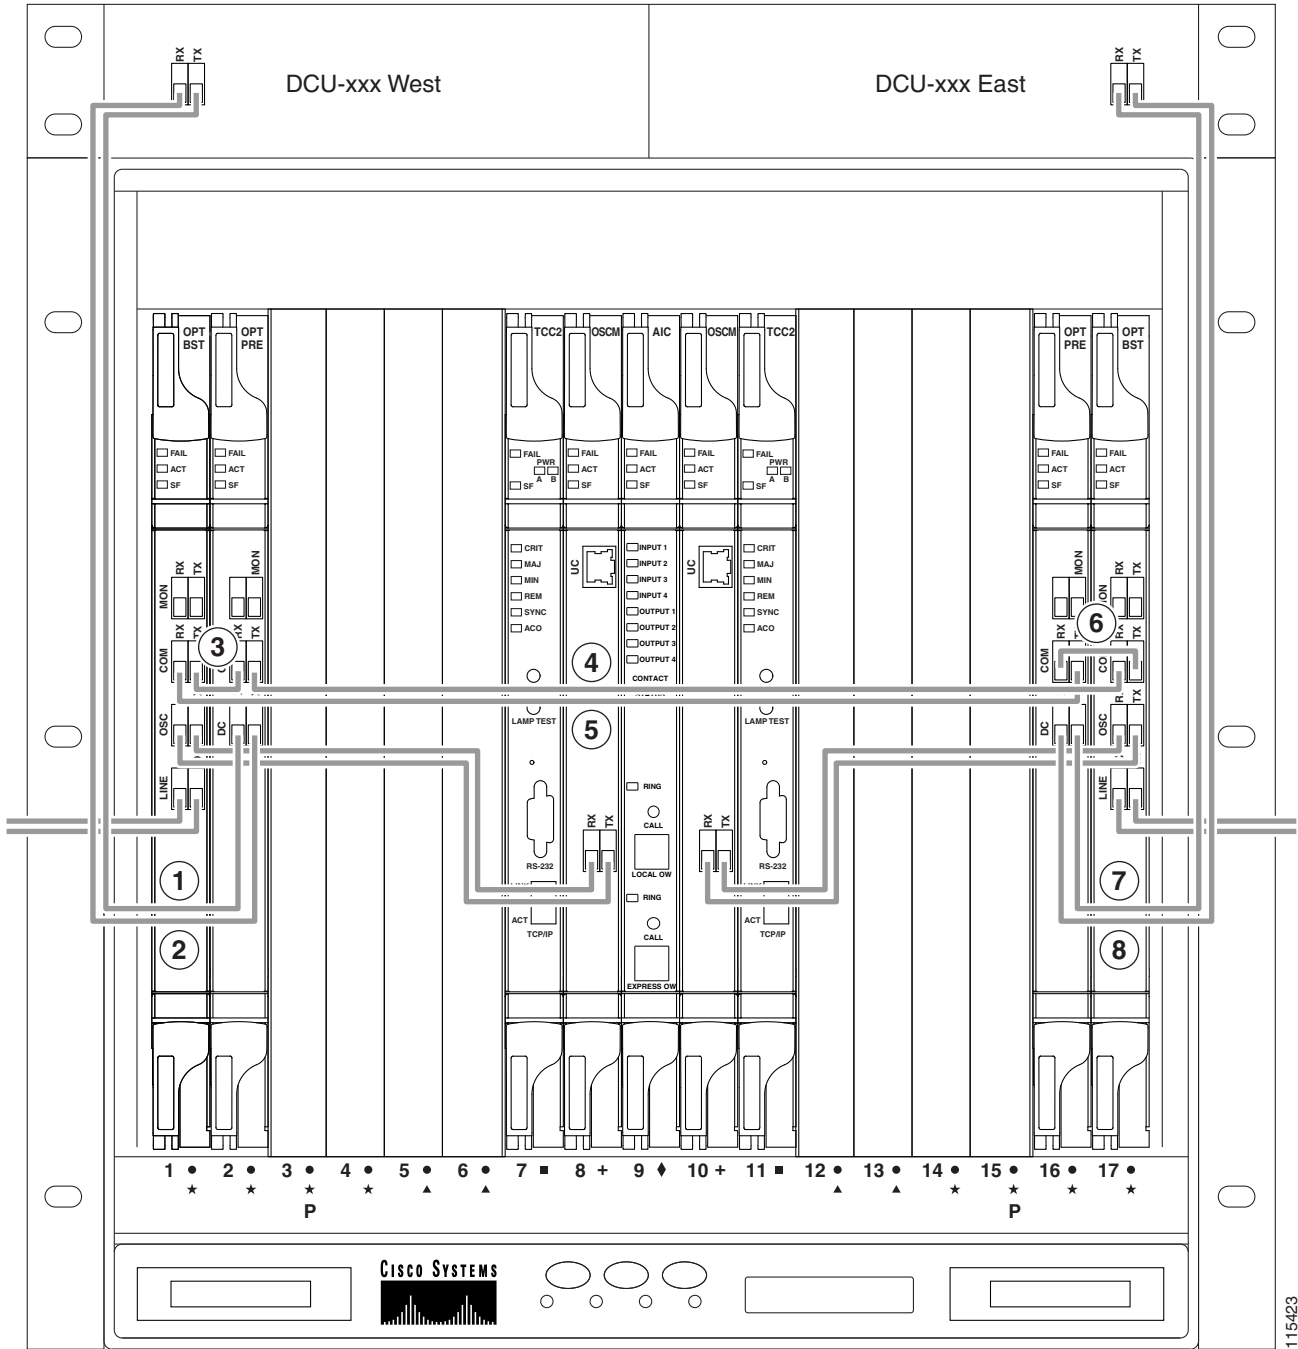 RX TX
DCU-xxx West
DCU-xxx East
RX TX
OPT BST
OPT PRE
TCC2
OSCM
AIC
OSCM
TCC2
OPT PRE
OPT BST
FAIL
ACT
SF
FAIL
ACT
SF
FAIL
PWR
A B
SF
FAIL
ACT
SF
FAIL
ACT
SF
FAIL
ACT
SF
FAIL
PWR
A B
SF
FAIL
ACT
SF
FAIL
ACT
SF
MON
RX TX
MON
COM
RX
3
RX TX
OSC
DC
LINE
1
2
CRIT
MAJ
MIN
REM
SYNC
ACO
LAMP TEST
RS-232
ACT
TCP/IP
UC
4
5
RX TX
INPUT 1
INPUT 2
INPUT 3
INPUT 4
OUTPUT 1
OUTPUT 2
OUTPUT 3
OUTPUT 4
CONTACT
RING
CALL
LOCAL OW
RING
CALL
EXPRESS OW
UC
RX TX
CRIT
MAJ
MIN
REM
SYNC
ACO
LAMP TEST
RS-232
ACT
TCP/IP
MON
RX TX
6
COM
RX
TX
DC
OSC
TX
LINE
7
8
1 ● ★
2 ● ★
3 ● ★ P
4 ● ★
5 ● ▲
6 ● ▲
7 ■
8 +
9 ♦
10 +
11 ■
12 ● ▲
13 ● ▲
14 ● ★
15 ● ★ P
16 ● ★
17 ● ★
CISCO SYSTEMS
115423